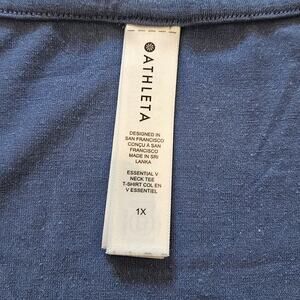 ATHLETA
DESIGNED IN
SAN FRANCISCO
CONÇU À SAN
FRANCISCO
MADE IN SRI
LANKA
ESSENTIAL V
NECK TEE
T-SHIRT COL EN
V ESSENTIEL
1X